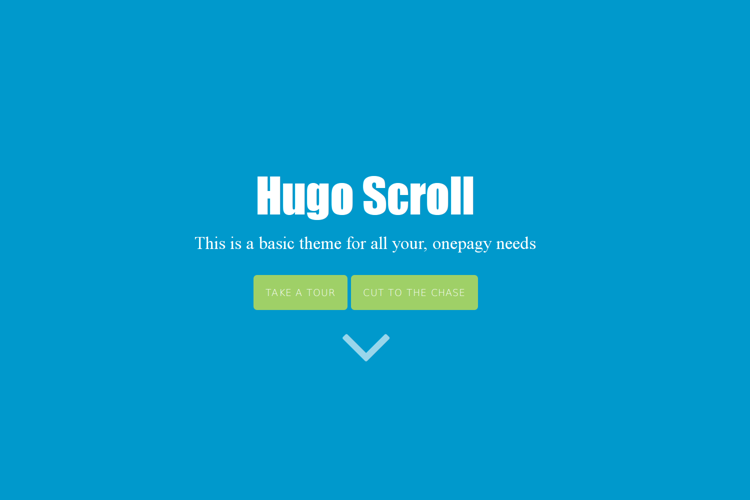 Hugo Scroll
This is a basic theme for all your, onepagy needs
TAKE A TOUR CUT TO THE CHASE